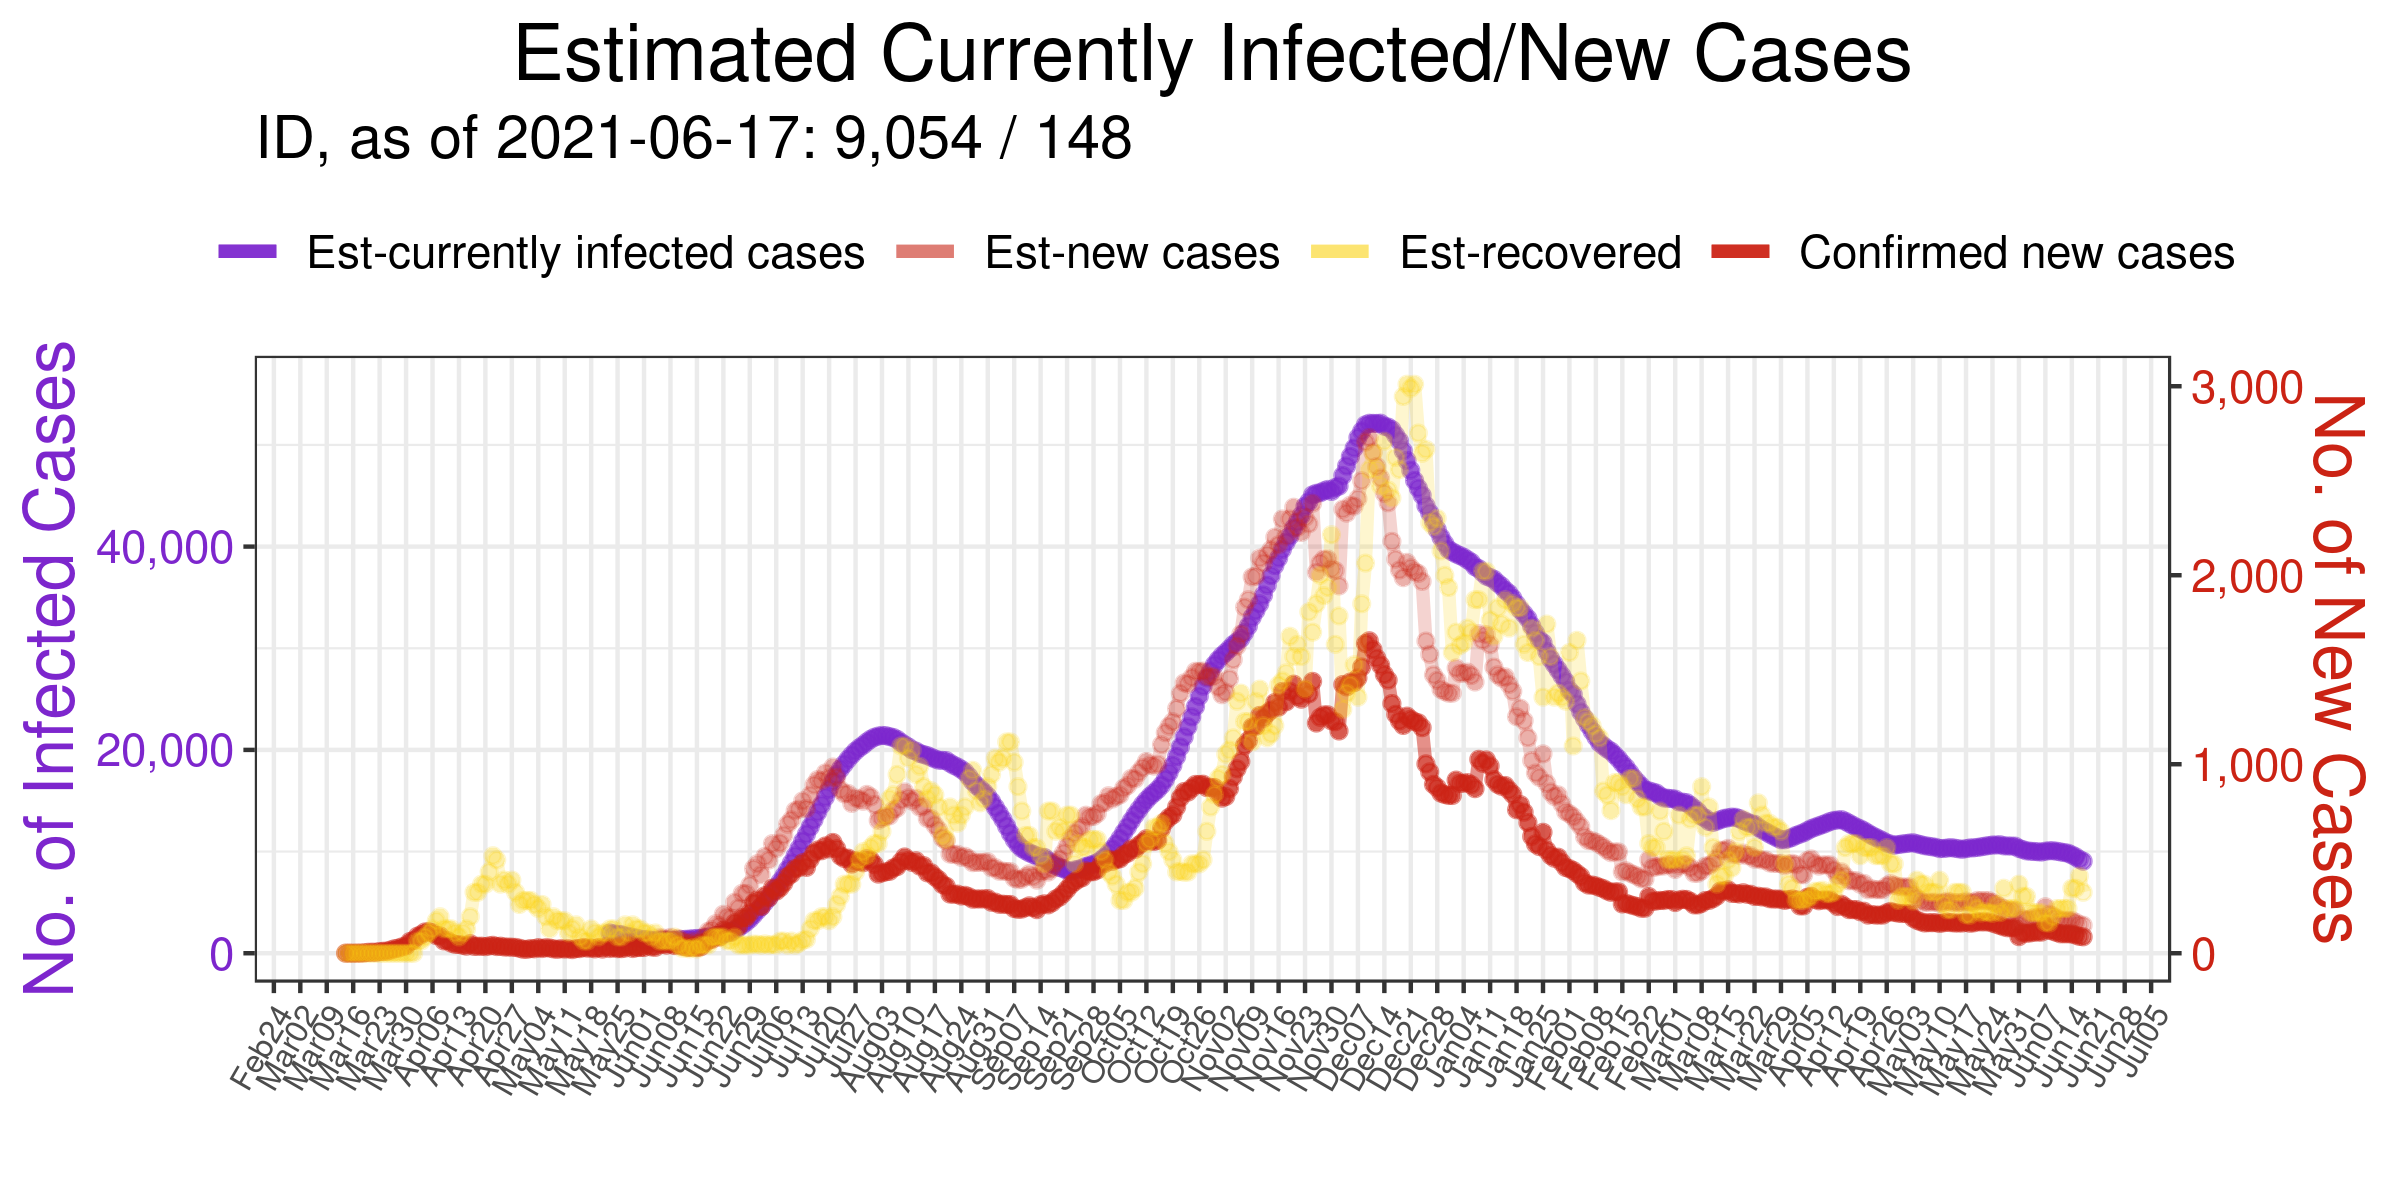 Estimated Currently Infected/New Cases
ID, as of 2021-06-17: 9,054 / 148
Est-currently infected cases
Est-new cases
Est-recovered
Confirmed new cases
No. of Infected Cases
40,000
20,000
0
3,000
2,000
1,000
0
No. of New Cases
Feb24
Mar02
Mar09
Mar16
Mar23
Mar30
Apr06
Apr13
Apr20
Apr27
May04
May11
May18
May25
Jun01
Jun08
Jun15
Jun22
Jun29
Jul06
Jul13
Jul20
Jul27
Aug03
Aug10
Aug17
Aug24
Aug31
Sep07
Sep14
Sep21
Sep28
Oct05
Oct12
Oct19
Oct26
Nov02
Nov09
Nov16
Nov23
Nov30
Dec07
Dec14
Dec21
Dec28
Jan04
Jan11
Jan18
Jan25
Feb01
Feb08
Feb15
Feb22
Mar01
Mar08
Mar15
Mar22
Mar29
Apr05
Apr12
Apr19
Apr26
May03
May10
May17
May24
May31
Jun07
Jun14
Jun21
Jun28
Jul05